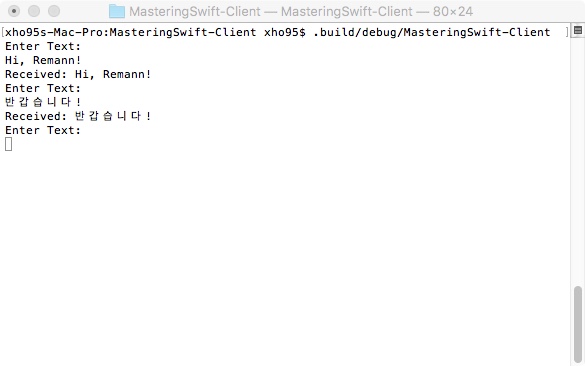 MasteringSwift-Client — MasteringSwift-Client — 80×24
[xho95s-Mac-Pro:MasteringSwift-Client xho95$ .build/debug/MasteringSwift-Client ]
Enter Text:
Hi, Remann!
Received: Hi, Remann!
Enter Text:
반갑습니다!
Received: 반갑습니다!
Enter Text: